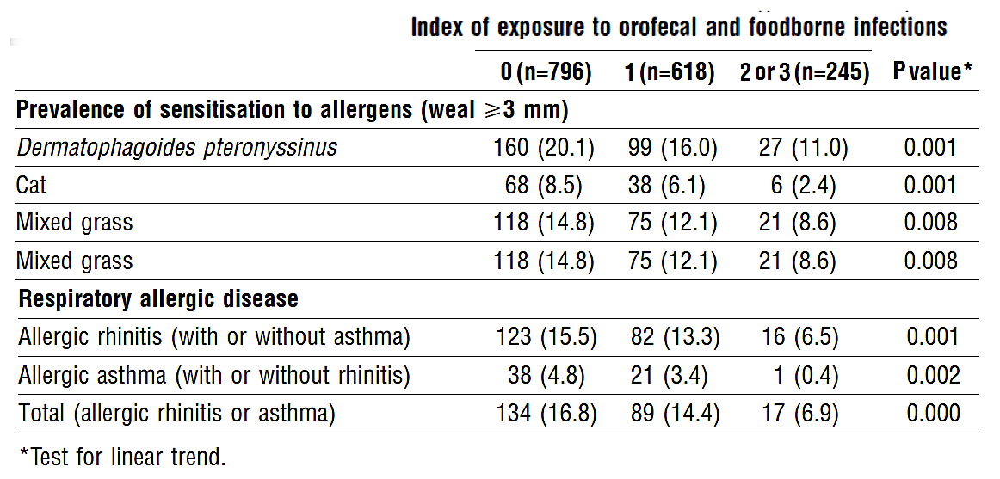 Index of exposure to orofecal and foodborne infections
0 (n=796) 1 (n=618) 2 or 3 (n=245) P value*
Prevalence of sensitisation to allergens (weal ≥3 mm)
Dermatophagoides pteronyssinus 160 (20.1) 99 (16.0) 27 (11.0) 0.001
Cat 68 (8.5) 38 (6.1) 6 (2.4) 0.001
Mixed grass 118 (14.8) 75 (12.1) 21 (8.6) 0.008
Mixed grass 118 (14.8) 75 (12.1) 21 (8.6) 0.008
Respiratory allergic disease
Allergic rhinitis (with or without asthma) 123 (15.5) 82 (13.3) 16 (6.5) 0.001
Allergic asthma (with or without rhinitis) 38 (4.8) 21 (3.4) 1 (0.4) 0.002
Total (allergic rhinitis or asthma) 134 (16.8) 89 (14.4) 17 (6.9) 0.000
*Test for linear trend.